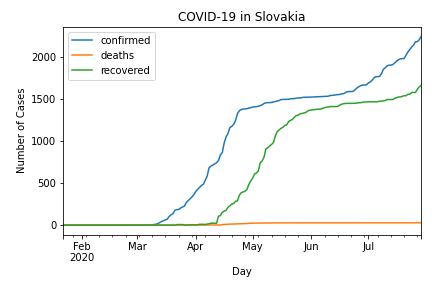 COVID-19 in Slovakia
confirmed
deaths
recovered
Number of Cases
2000
1500
1000
500
0
Feb Mar Apr May Jun Jul
2020
Day